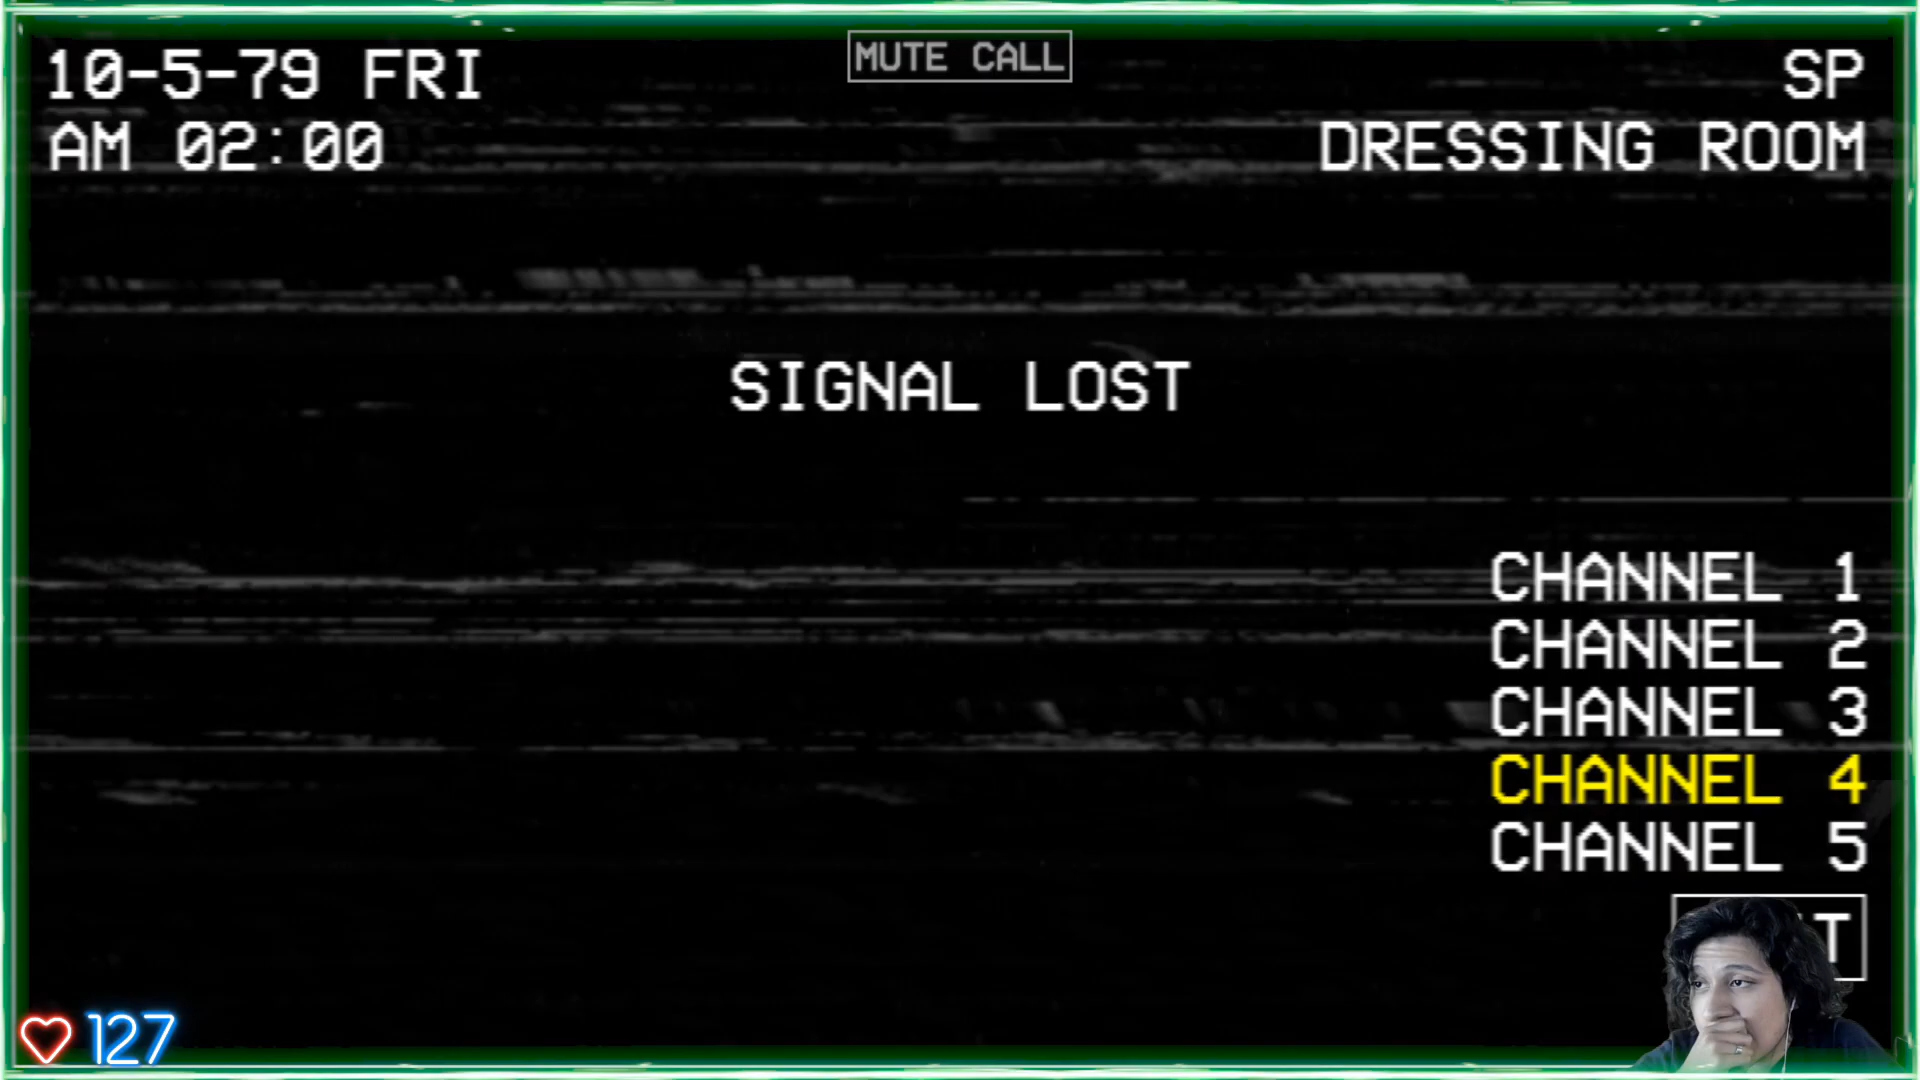 10-5-79 FRI
AM 02:00
MUTE CALL
SP
DRESSING ROOM
SIGNAL LOST
CHANNEL 1
CHANNEL 2
CHANNEL 3
CHANNEL 4
CHANNEL 5
127